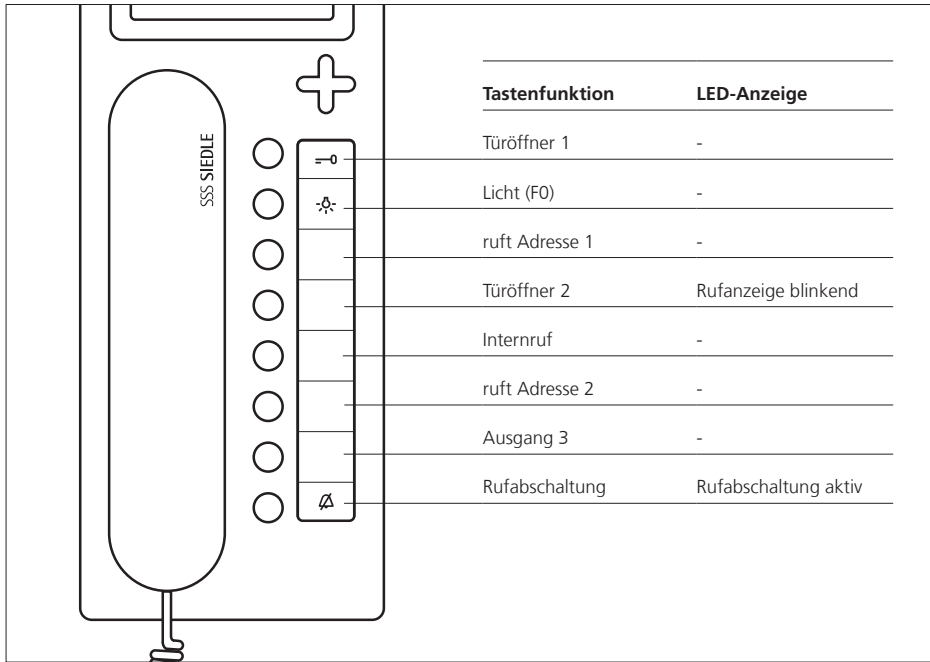 SSS SIEDLE
Tastenfunktion LED-Anzeige
Türöffner 1 -
Licht (F0) -
ruft Adresse 1 -
Türöffner 2 Rufanzeige blinkend
Internruf -
ruft Adresse 2 -
Ausgang 3 -
Rufabschaltung Rufabschaltung aktiv